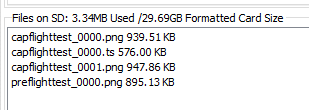 Files on SD: 3.34MB Used /29.69GB Formatted Card Size
capflighttest_0000.png 939.51 KB
capflighttest_0000.ts 576.00 KB
capflighttest_0001.png 947.86 KB
preflighttest_0000.png 895.13 KB